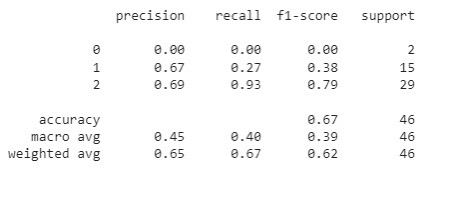 precision recall f1-score support
0 0.00 0.00 0.00 2
1 0.67 0.27 0.38 15
2 0.69 0.93 0.79 29
accuracy 0.67 46
macro avg 0.45 0.40 0.39 46
weighted avg 0.65 0.67 0.62 46